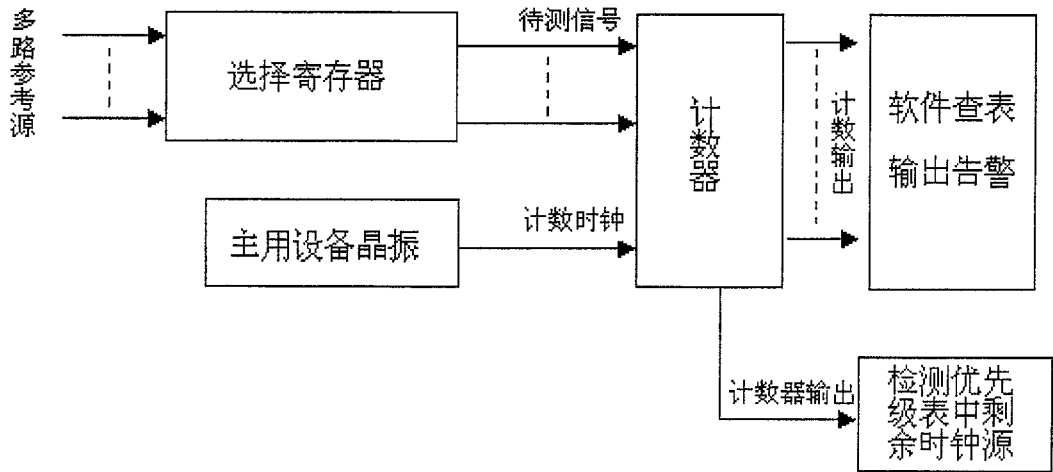 多路参考源
选择寄存器
待测信号
计数器
计数输出
软件查表
输出告警
主用设备晶振
计数时钟
计数器输出
检测优先
级表中剩
余时钟源